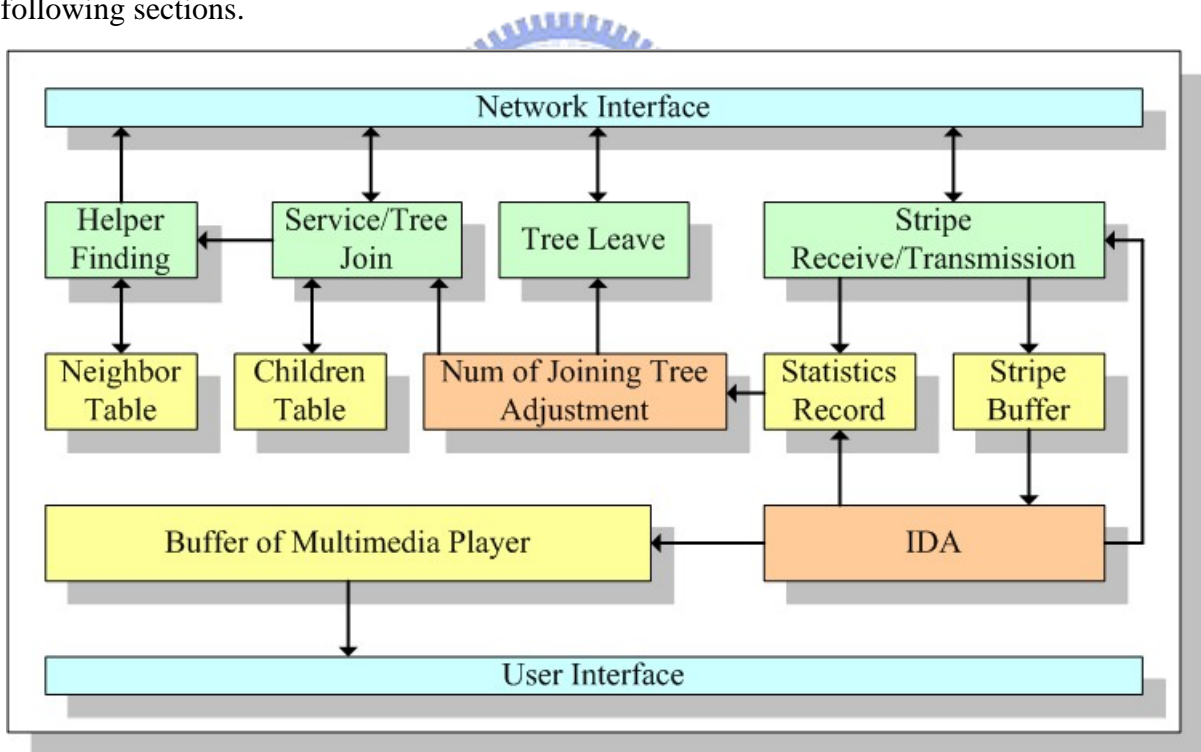 following sections.
Network Interface
Helper
Finding
Service/Tree
Join
Tree Leave
Stripe
Receive/Transmission
Neighbor
Table
Children
Table
Num of Joining Tree
Adjustment
Statistics
Record
Stripe
Buffer
Buffer of Multimedia Player
IDA
User Interface